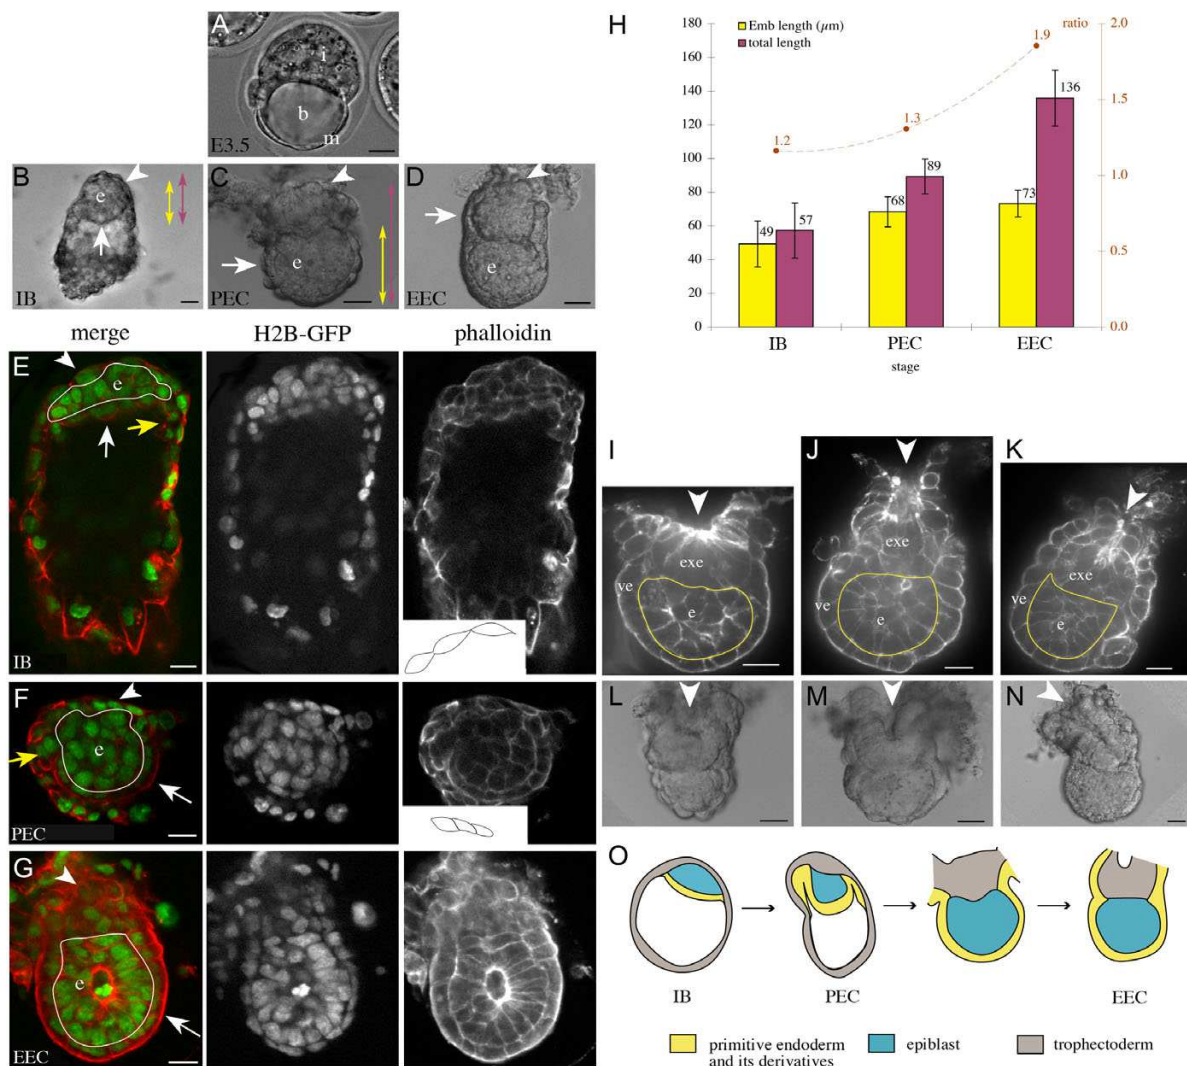 A
i
b
m
E3.5
B
e
IB
C
e
PEC
D
e
EEC
merge
H2B-GFP
phalloidin
E
e
IB
F
e
PEC
G
e
EEC
H
Emb length (µm)
total length
ratio
180
160
140
120
100
80
60
40
20
0
2.0
1.5
1.0
0.5
0.0
1.2
1.3
1.9
49
57
68
89
73
136
IB
PEC
EEC
stage
I
exe
ve
e
J
exe
ve
e
K
exe
ve
e
L
M
N
O
IB
PEC
EEC
primitive endoderm
and its derivatives
epiblast
trophectoderm